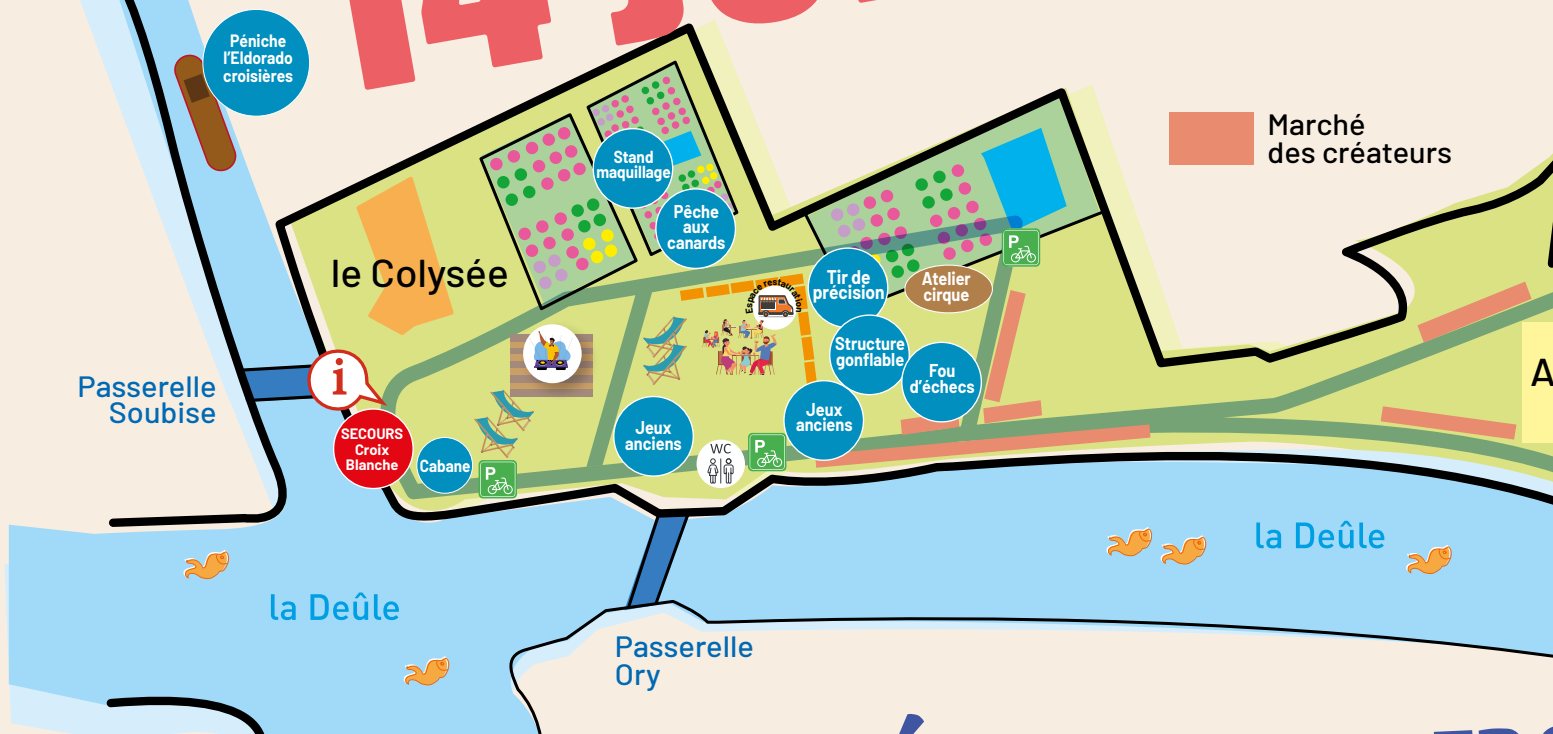 14
Péniche
l'Eldorado
croisières
Marché
des créateurs
Stand
maquillage
Pêche
aux
canards
le Colysée
Espace restauration
Tir de
précision
Atelier
cirque
P
Structure
gonflable
Fou
d'échecs
Passerelle
Soubise
i
SECOURS
Croix
Blanche
Cabane
P
Jeux
anciens
WC
P
Jeux
anciens
A
la Deûle
la Deûle
Passerelle
Ory